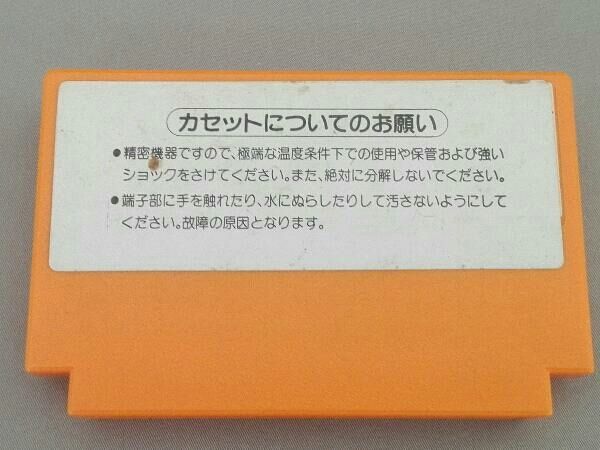 カセットについてのお願い
●精密機器ですので、極端な温度条件下での使用や保管および強い
ショックをさけてください。また、絶対に分解しないでください。
●端子部に手を触れたり、水にぬらしたりして汚さないようにして
ください。故障の原因となります。